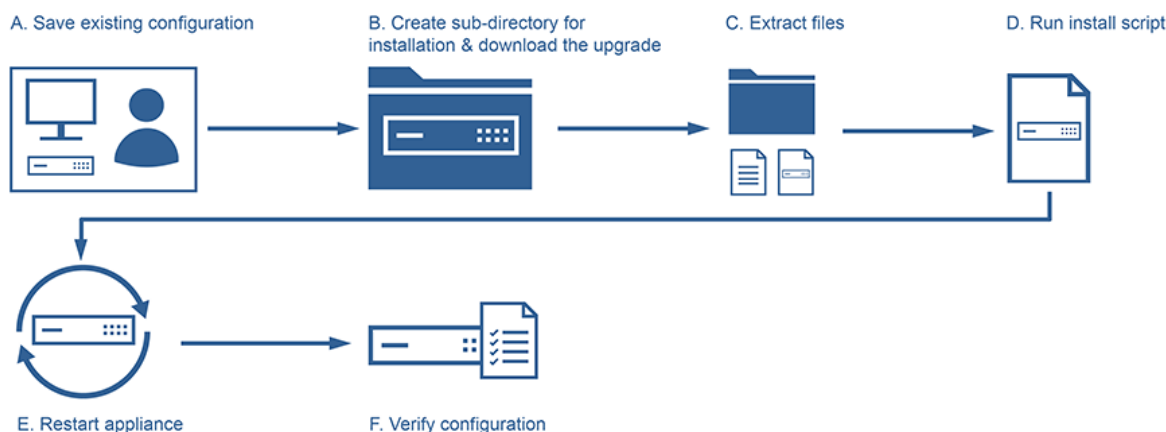 A. Save existing configuration
B. Create sub-directory for
installation & download the upgrade
C. Extract files
D. Run install script
E. Restart appliance
F. Verify configuration